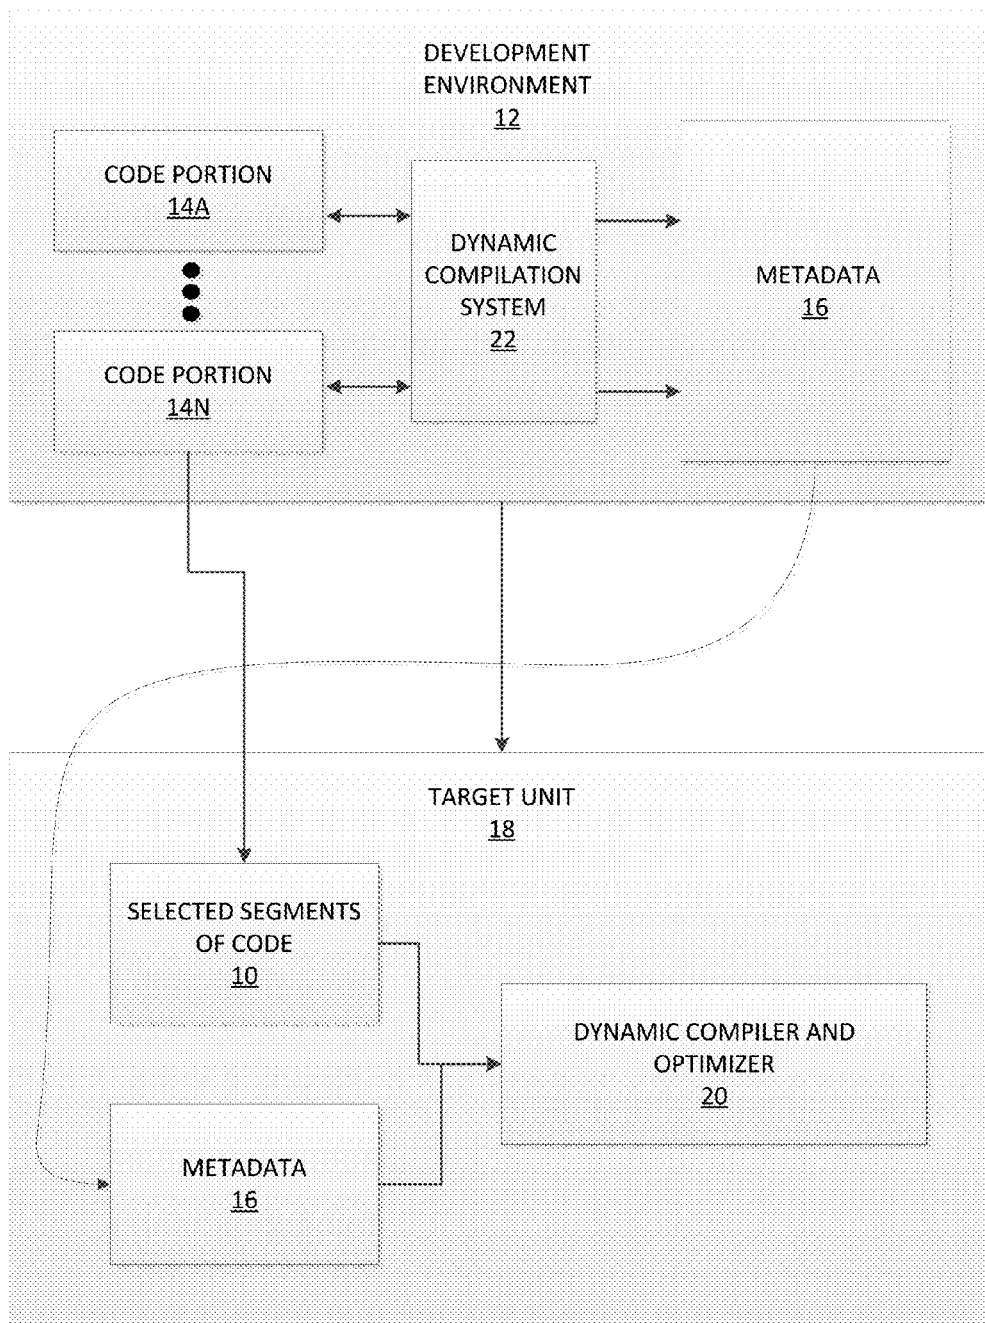 DEVELOPMENT
ENVIRONMENT
12
CODE PORTION
14A
CODE PORTION
14N
DYNAMIC
COMPILATION
SYSTEM
22
METADATA
16
TARGET UNIT
18
SELECTED SEGMENTS
OF CODE
10
METADATA
16
DYNAMIC COMPILER AND
OPTIMIZER
20